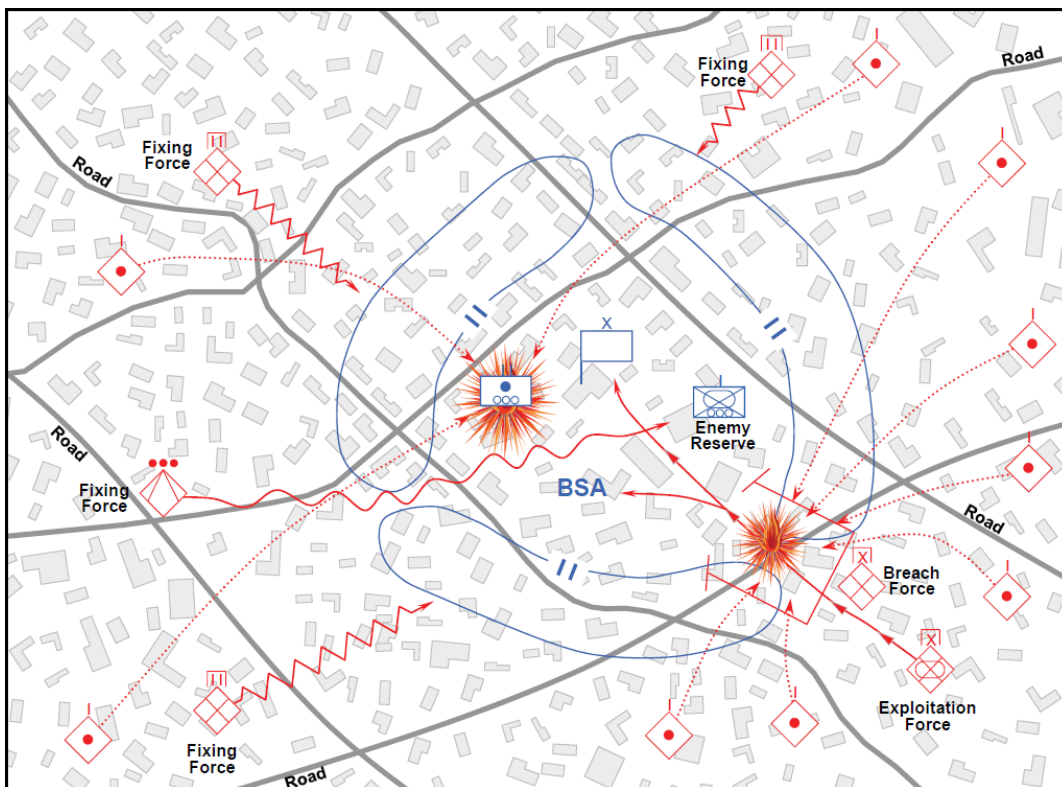 Fixing
Force
Road
Fixing
Force
Road
X
Enemy
Reserve
Road
Fixing
Force
BSA
Road
X
Breach
Force
X
Exploitation
Force
Fixing
Force
Road